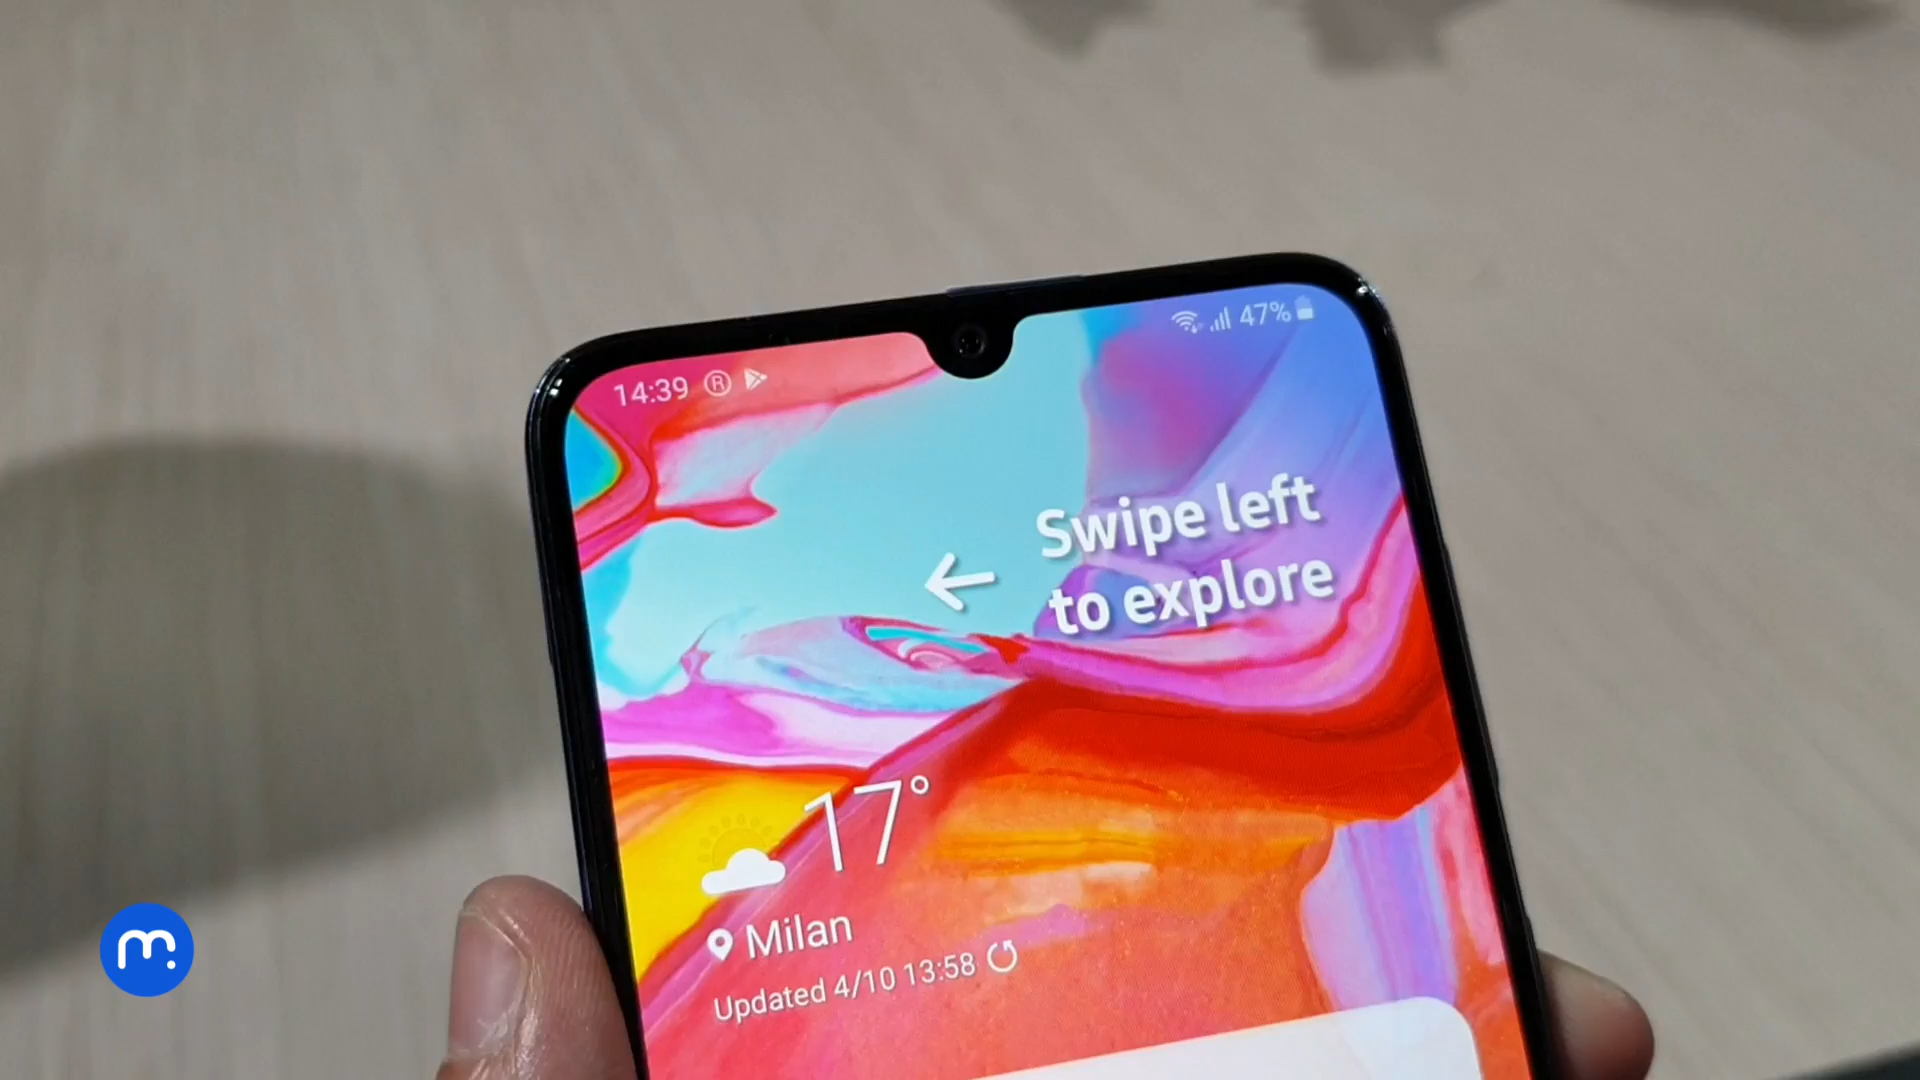 14:39 Ⓡ 47%
Swipe left
to explore
17°
Milan
Updated 4/10 13:58
m.